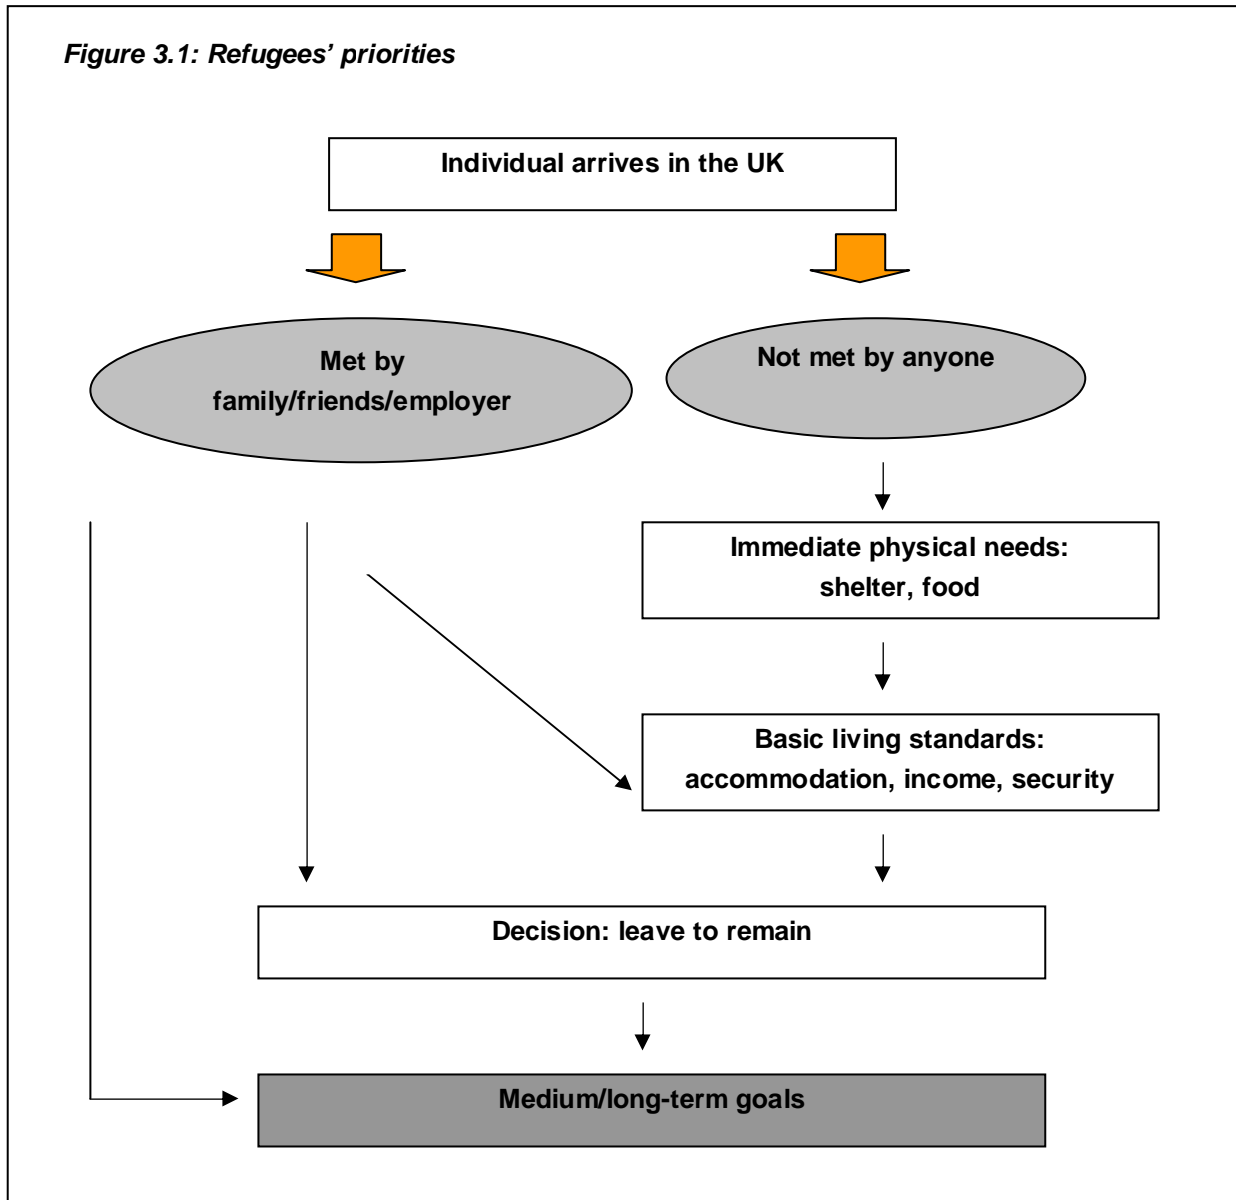 Figure 3.1: Refugees’ priorities
Individual arrives in the UK
Met by
family/friends/employer
Not met by anyone
Immediate physical needs:
shelter, food
Basic living standards:
accommodation, income, security
Decision: leave to remain
Medium/long-term goals